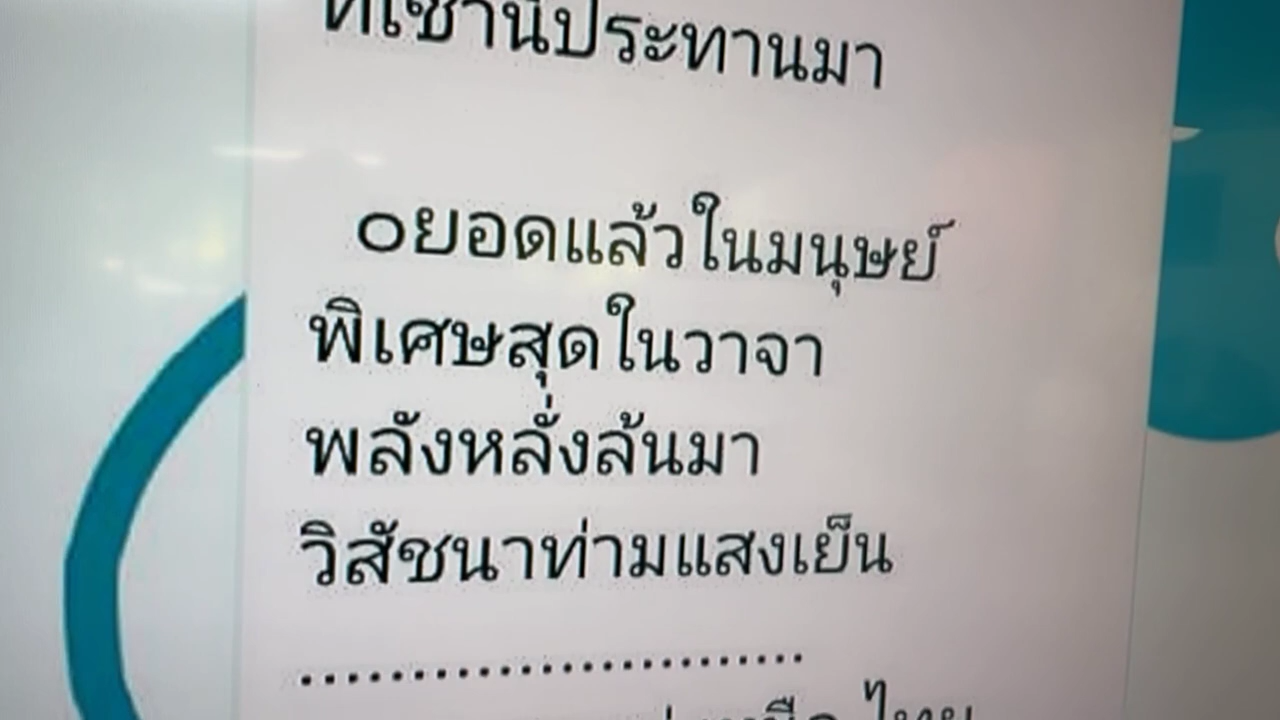 ที่เช้านี้ประทานมา
๐ยอดแล้วในมนุษย์
พิเศษสุดในวาจา
พลังหลั่งล้นมา
วิสัชนาท่ามแสงเย็น
..........................